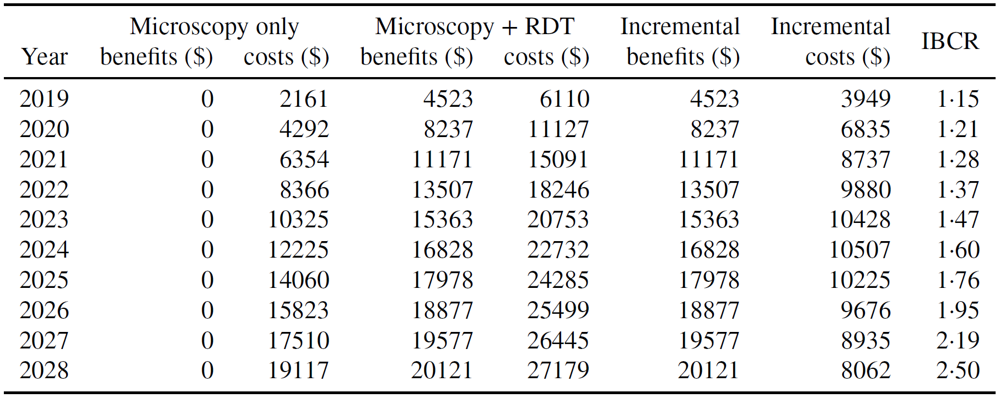 Microscopy only Microscopy + RDT Incremental Incremental IBCR
Year benefits ($) costs ($) benefits ($) costs ($) benefits ($) costs ($)
2019 0 2161 4523 6110 4523 3949 1·15
2020 0 4292 8237 11127 8237 6835 1·21
2021 0 6354 11171 15091 11171 8737 1·28
2022 0 8366 13507 18246 13507 9880 1·37
2023 0 10325 15363 20753 15363 10428 1·47
2024 0 12225 16828 22732 16828 10507 1·60
2025 0 14060 17978 24285 17978 10225 1·76
2026 0 15823 18877 25499 18877 9676 1·95
2027 0 17510 19577 26445 19577 8935 2·19
2028 0 19117 20121 27179 20121 8062 2·50